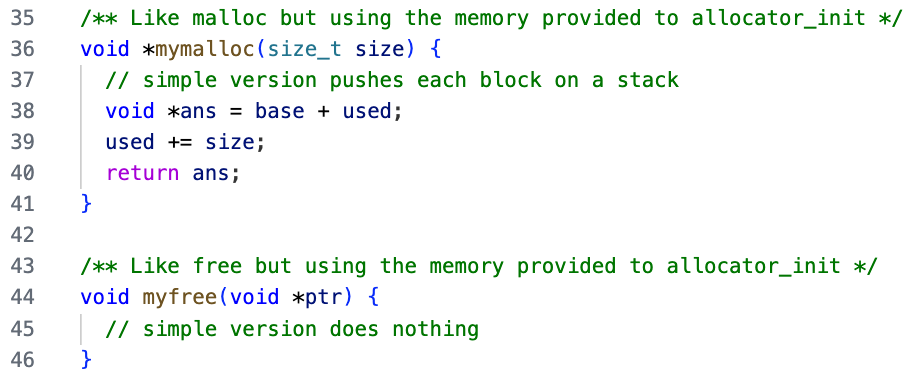 35 /** Like malloc but using the memory provided to allocator_init */
36 void *mymalloc(size_t size) {
37   // simple version pushes each block on a stack
38   void *ans = base + used;
39   used += size;
40   return ans;
41 }
42
43 /** Like free but using the memory provided to allocator_init */
44 void myfree(void *ptr) {
45   // simple version does nothing
46 }